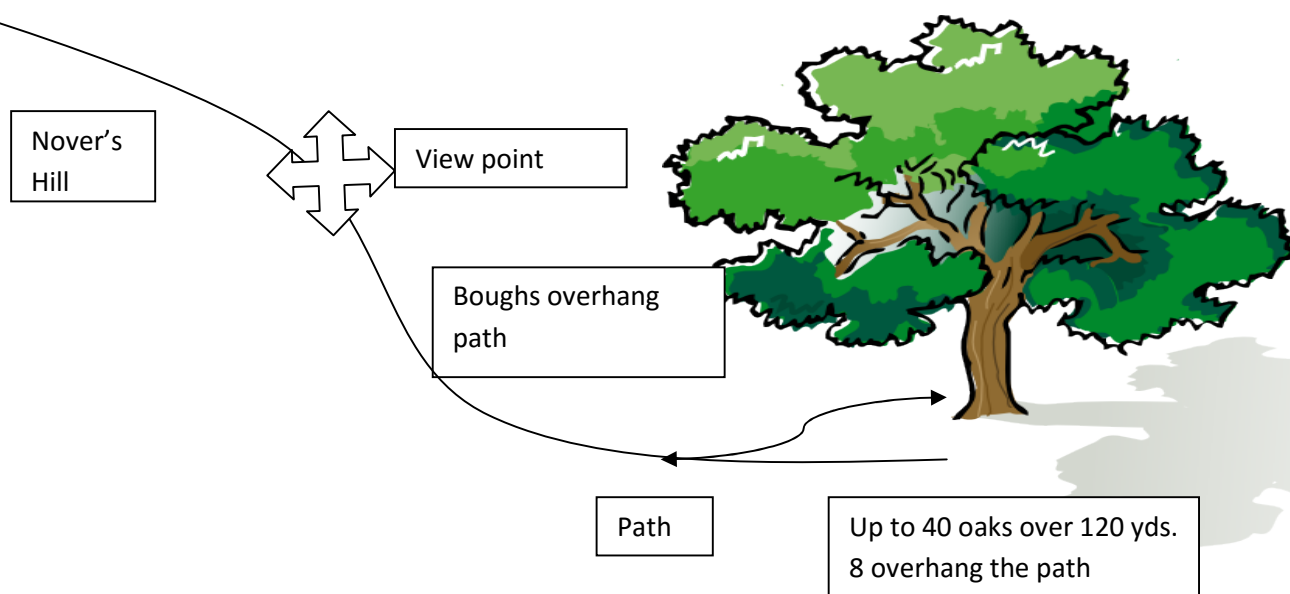 Nover's
Hill
View point
Boughs overhang
path
Path
Up to 40 oaks over 120 yds.
8 overhang the path